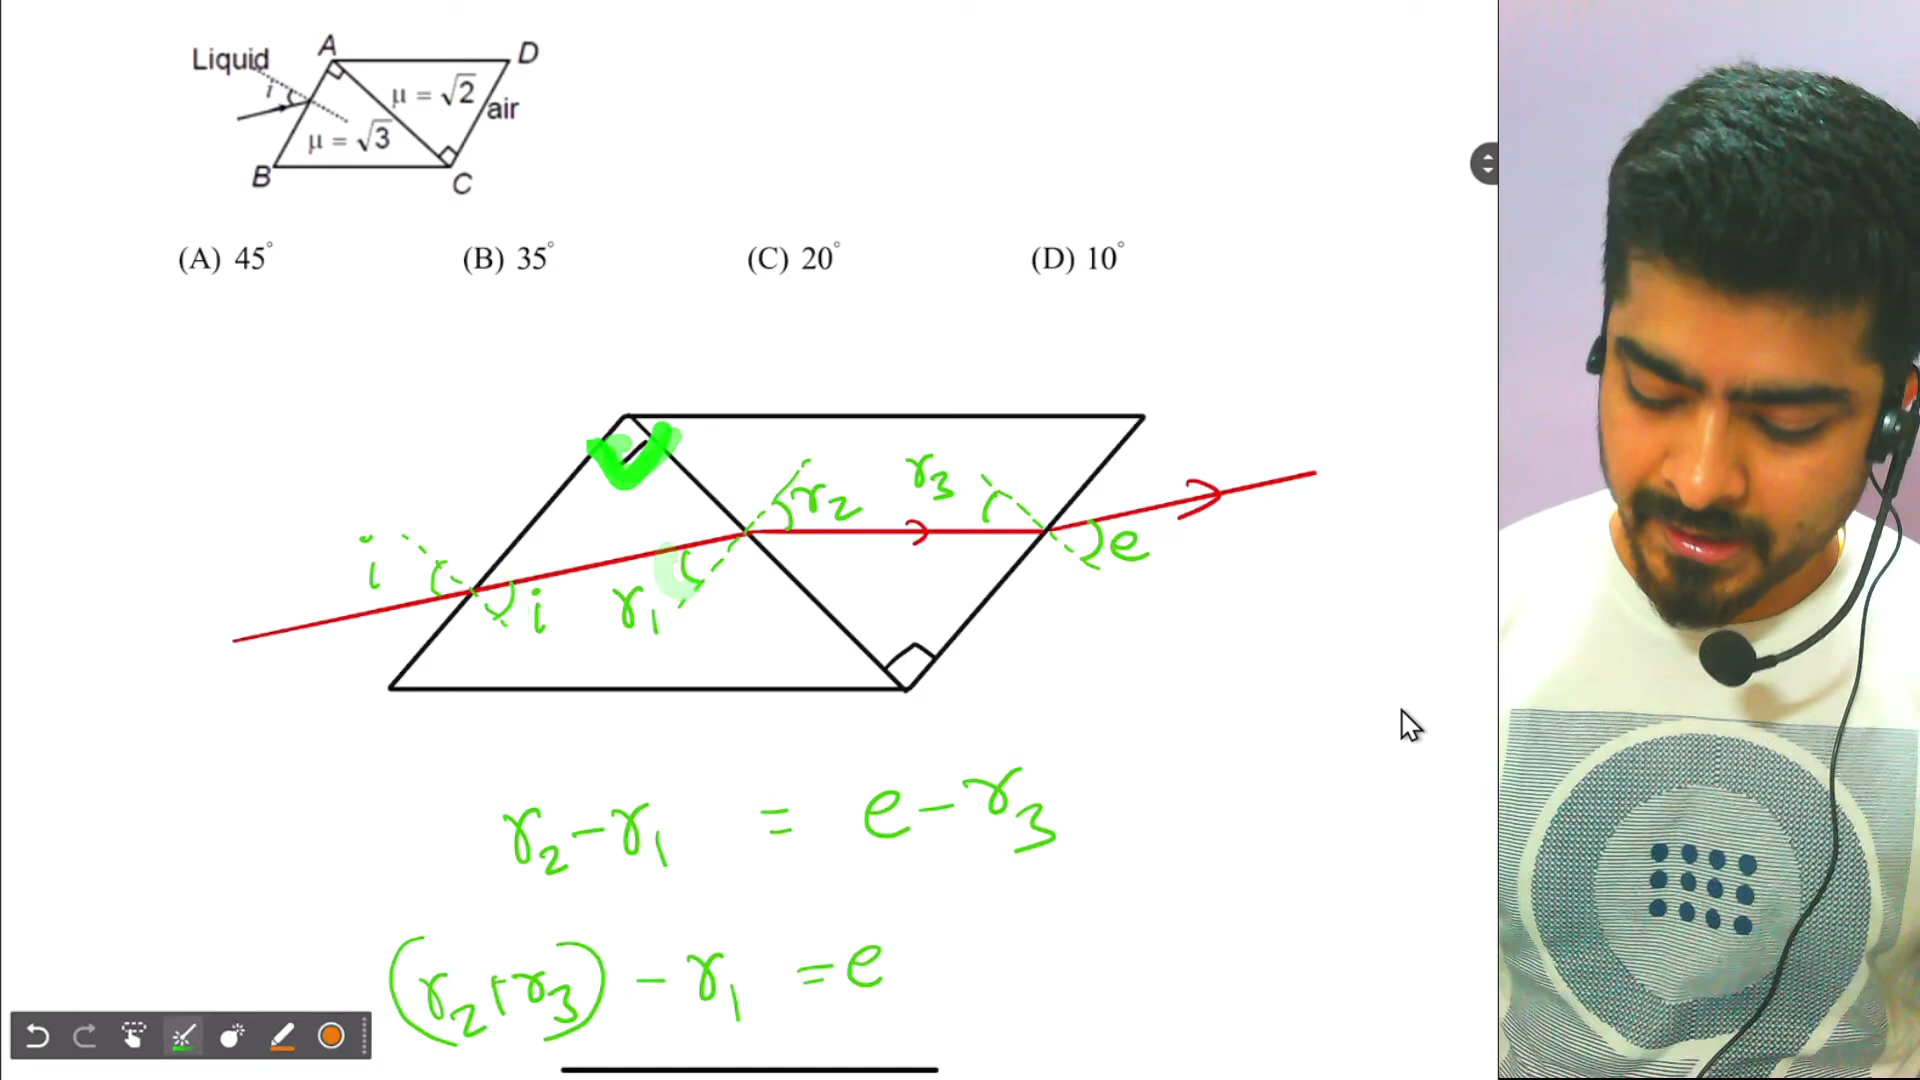 Liquid A D
i μ = √2 air
μ = √3
B C
(A) 45° (B) 35° (C) 20° (D) 10°
r₂ r₃
i i r₁ e
r₂ - r₁ = e - r₃
(r₂ + r₃) - r₁ = e